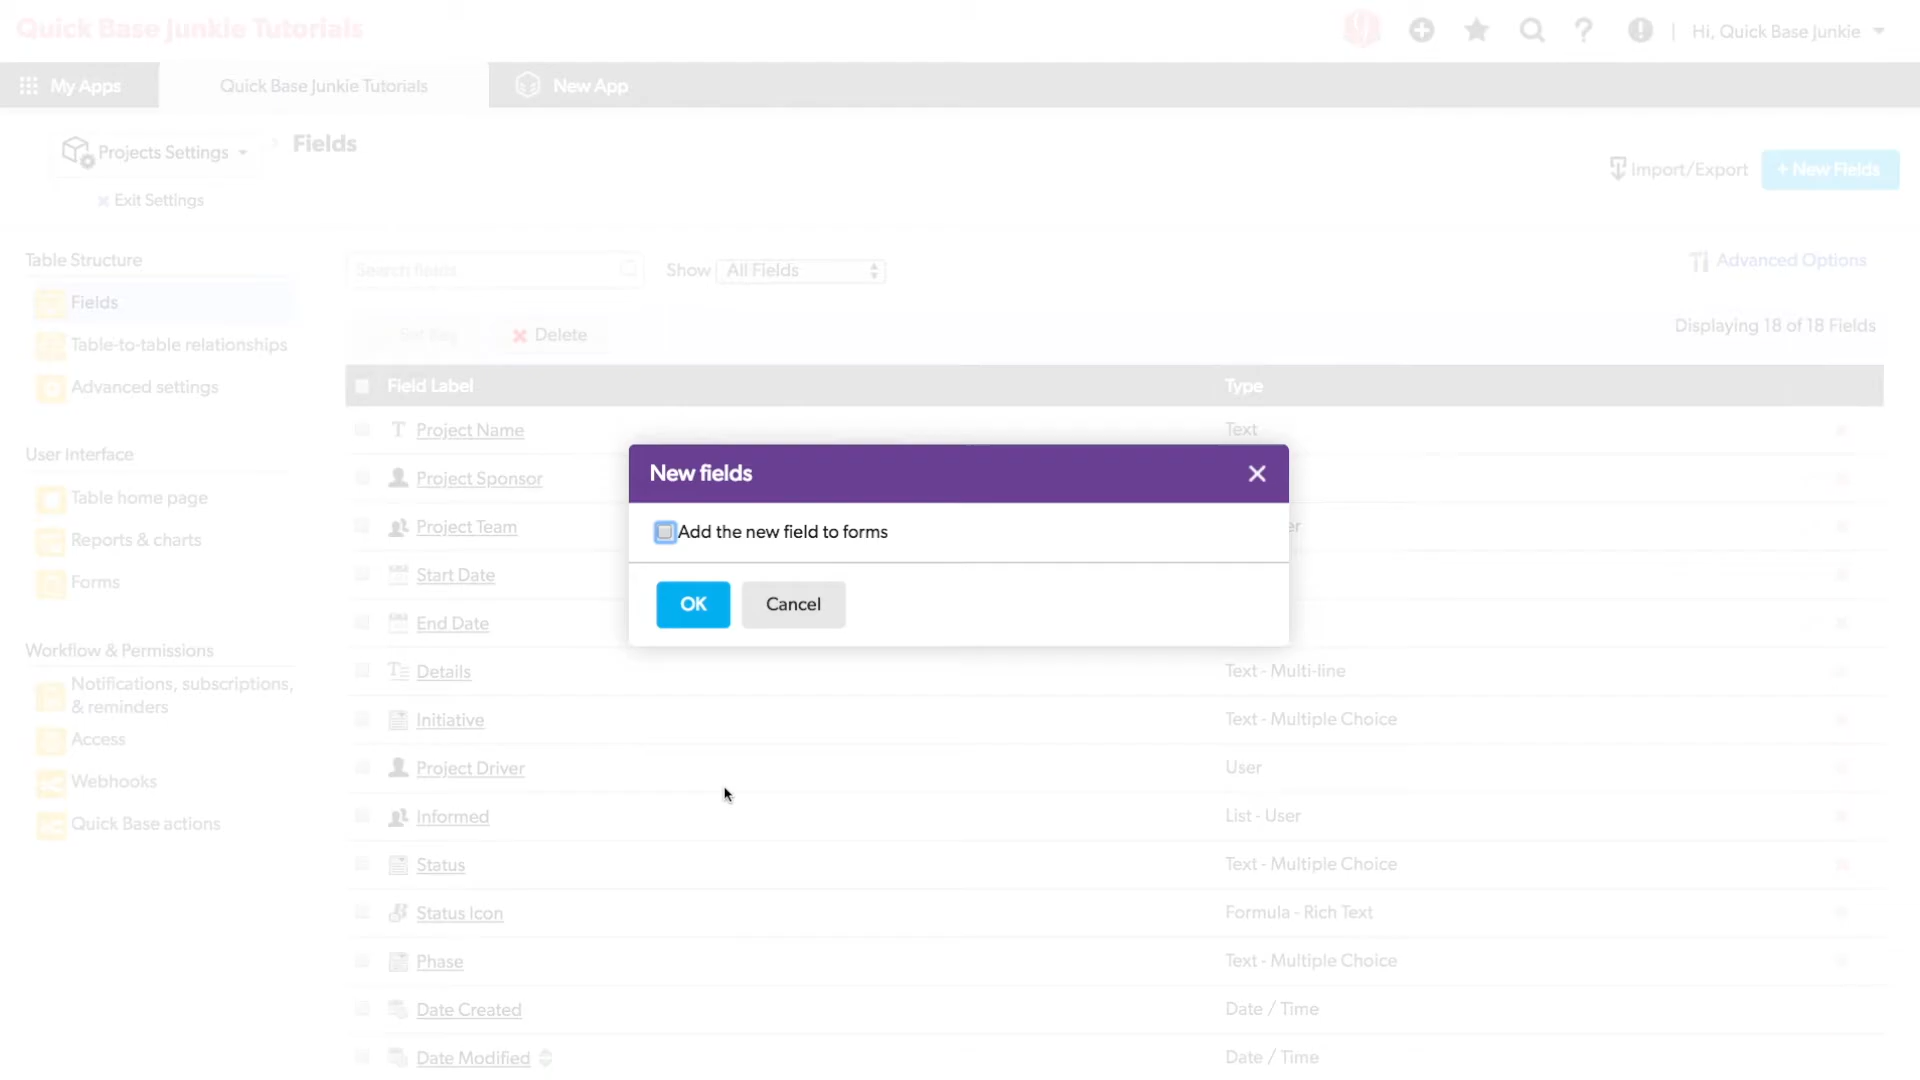 Quick Base Junkie Tutorials
Hi, Quick Base Junkie
My Apps
Quick Base Junkie Tutorials
New App
Projects Settings
Fields
Import/Export
+ New Fields
Exit Settings
Table Structure
Fields
Table-to-table relationships
Advanced settings
User Interface
Table home page
Reports & charts
Forms
Workflow & Permissions
Notifications, subscriptions,
& reminders
Access
Webhooks
Quick Base actions
Search fields
Show All Fields
Advanced Options
Set Key
Delete
Displaying 18 of 18 Fields
Field Label Type
Project Name Text
Project Sponsor
Project Team er
Start Date
End Date
Details Text - Multi-line
Initiative Text - Multiple Choice
Project Driver User
Informed List - User
Status Text - Multiple Choice
Status Icon Formula - Rich Text
Phase Text - Multiple Choice
Date Created Date / Time
Date Modified Date / Time
New fields
Add the new field to forms
OK
Cancel